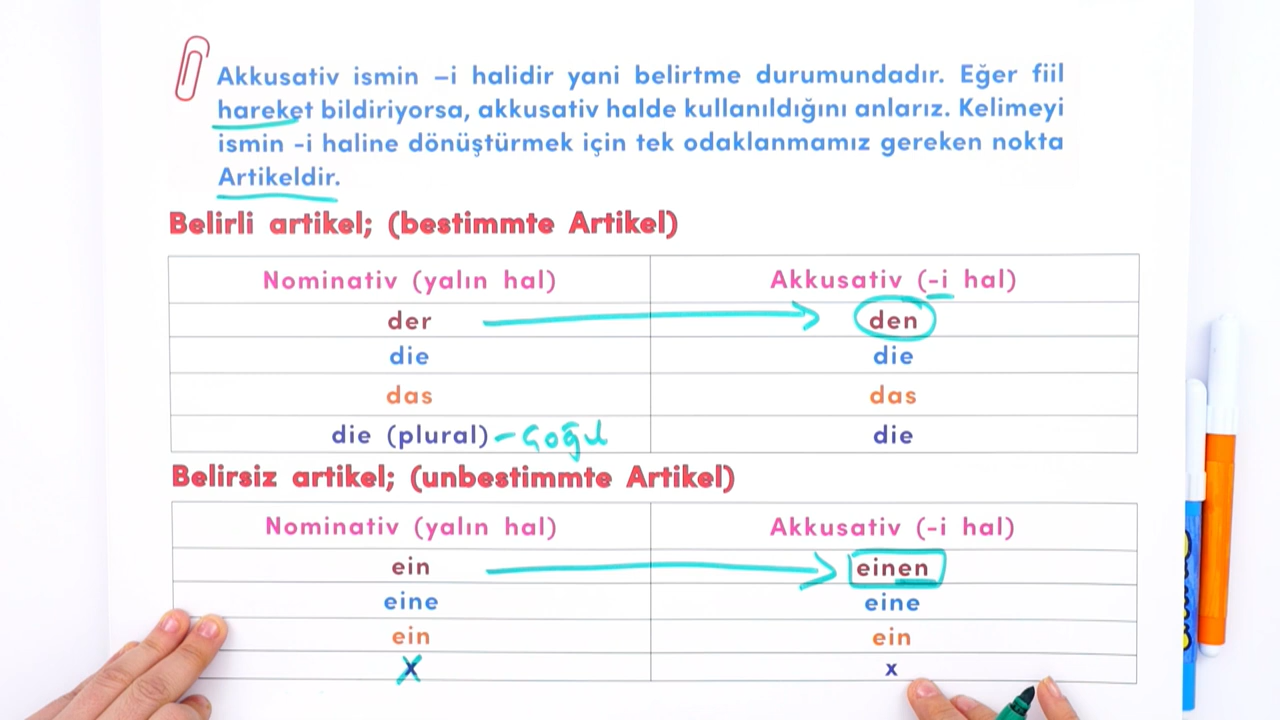 Akkusativ ismin –i halidir yani belirtme durumundadır. Eğer fiil
hareket bildiriyorsa, akkusativ halde kullanıldığını anlarız. Kelimeyi
ismin -i haline dönüştürmek için tek odaklanmamız gereken nokta
Artikeldir.
Belirli artikel; (bestimmte Artikel)
Nominativ (yalın hal) Akkusativ (-i hal)
der den
die die
das das
die (plural) – çoğul die
Belirsiz artikel; (unbestimmte Artikel)
Nominativ (yalın hal) Akkusativ (-i hal)
ein einen
eine eine
ein ein
x x